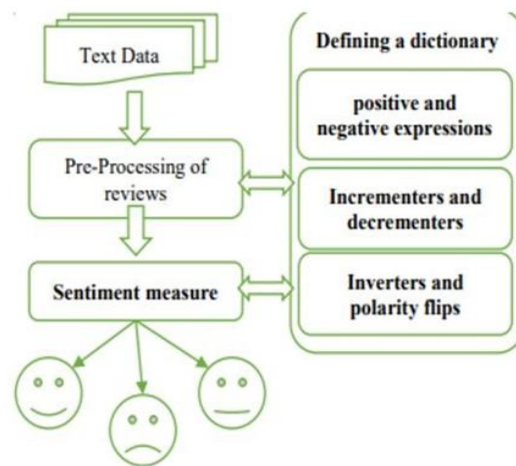 Text Data
Pre-Processing of
reviews
Sentiment measure
Defining a dictionary
positive and
negative expressions
Incrementers and
decrementers
Inverters and
polarity flips